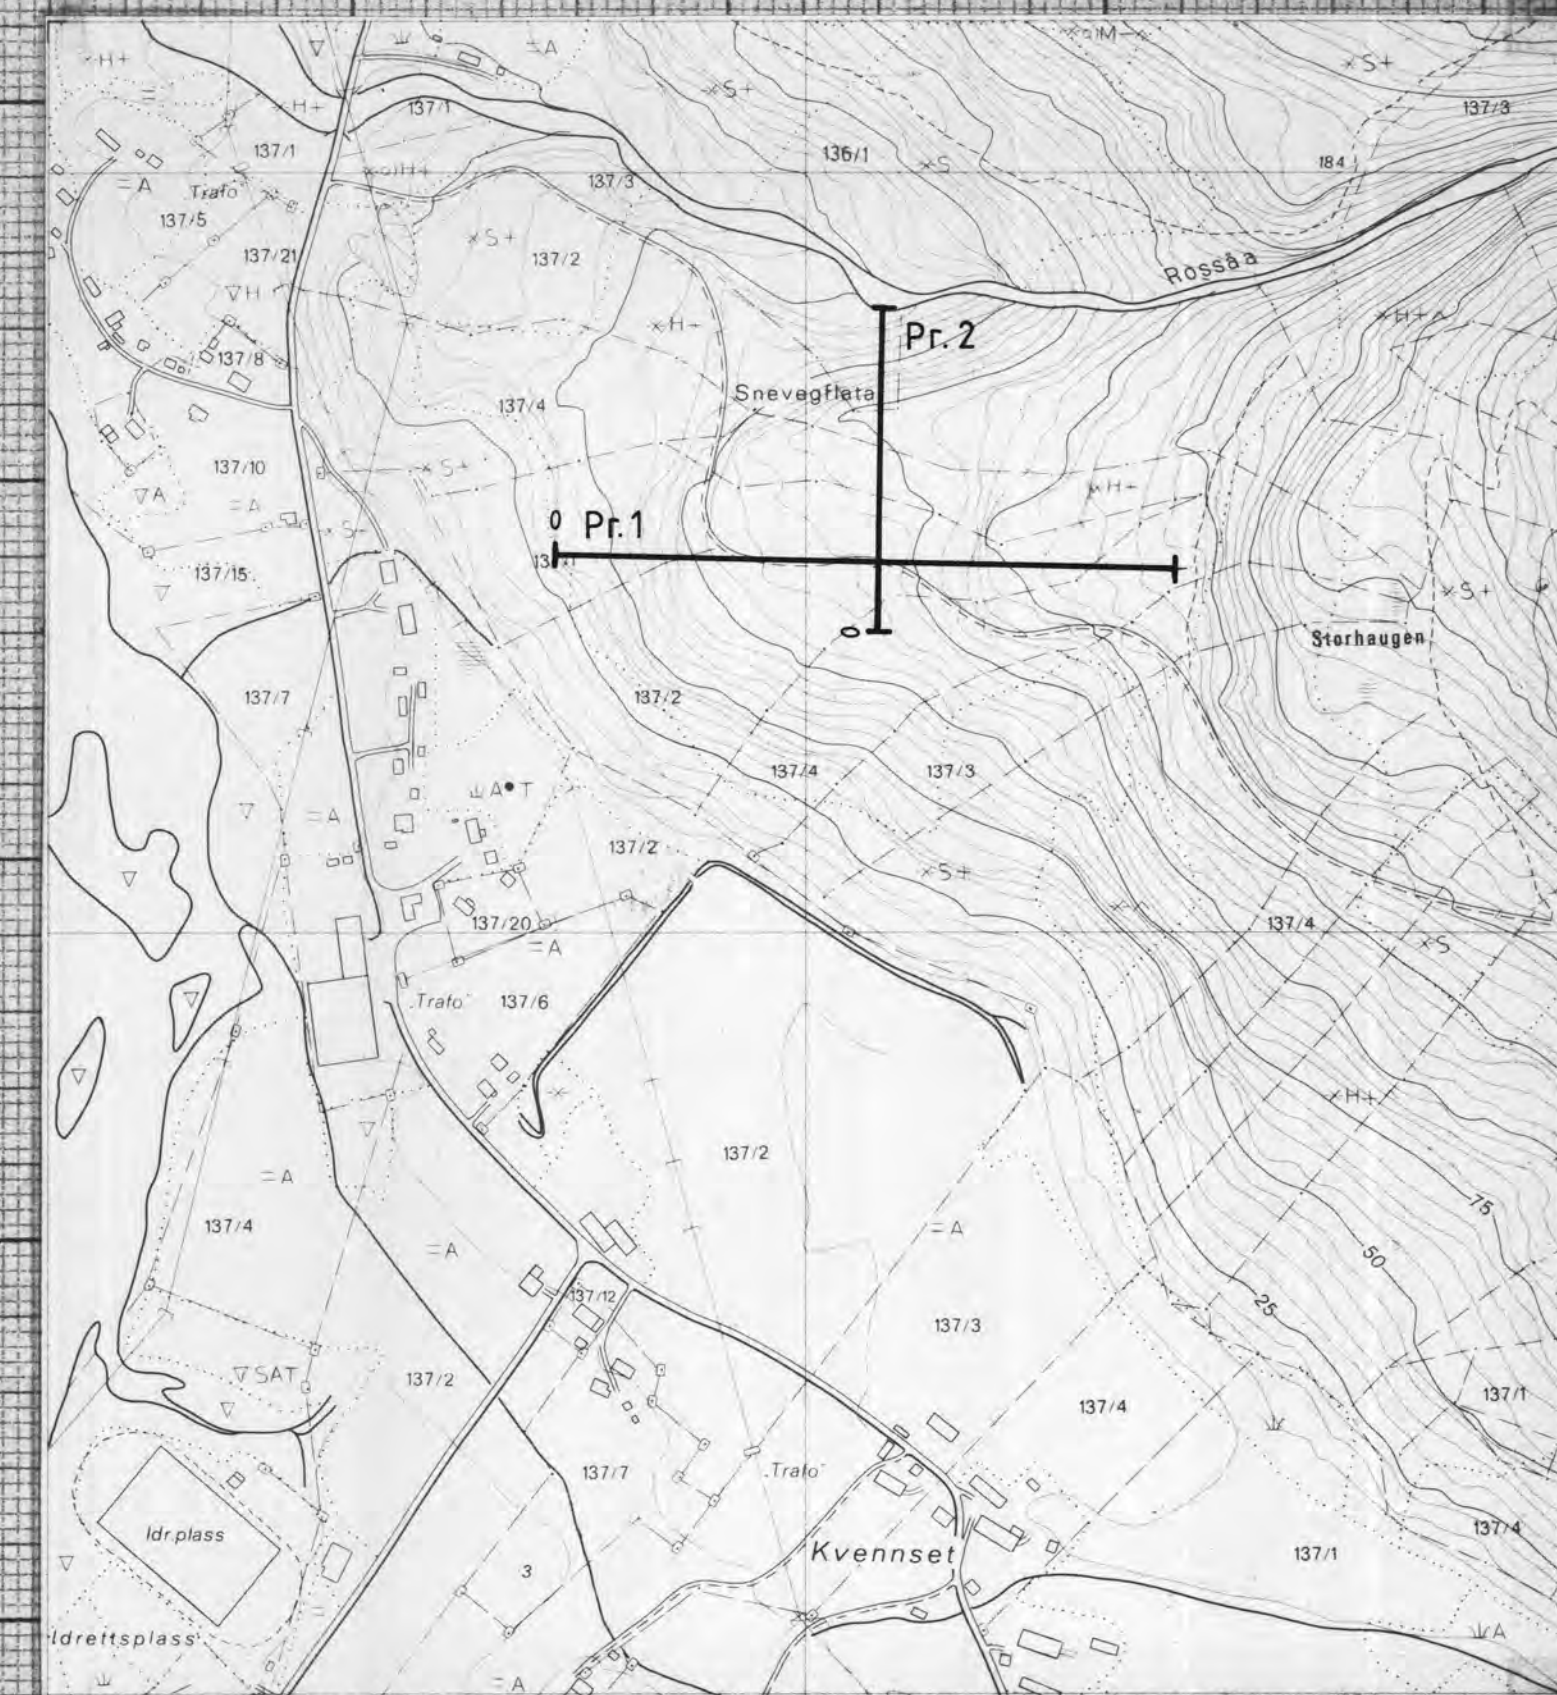 =A
×H+
×S+
137/1
×H+
137/3
137/1
136/1
×S
184
=A
Trafo
137/3
137/5
137/21
×S+
137/2
Rossåa
▽H
×H+
Pr. 2
137/8
Snevegflata
137/4
137/10
×S+
▽A
=A
0
Pr. 1
137/15
×S+
0
Storhaugen
137/7
137/2
137/4
137/3
A T
=A
137/2
×S+
137/20
137/4
=A
×S
"Trafo"
137/6
×H+
137/2
=A
137/4
75
=A
=A
50
137/12
25
137/3
▽SAT
137/2
137/1
137/4
137/7
"Trafo"
Idr.plass
137/4
Kvennset
137/1
3
Idrettsplass
A
=A